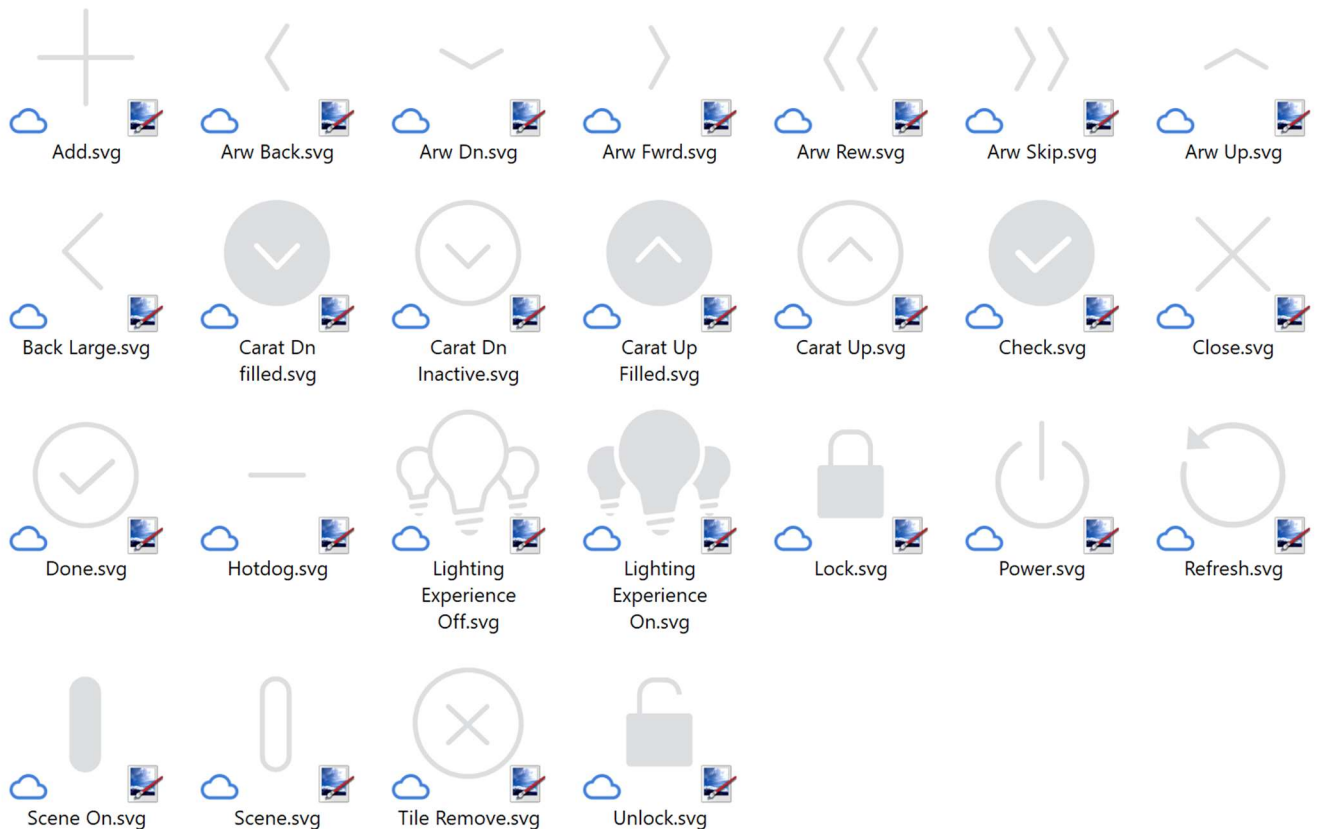 Add.svg
Arw Back.svg
Arw Dn.svg
Arw Fwrd.svg
Arw Rew.svg
Arw Skip.svg
Arw Up.svg
Back Large.svg
Carat Dn
filled.svg
Carat Dn
Inactive.svg
Carat Up
Filled.svg
Carat Up.svg
Check.svg
Close.svg
Done.svg
Hotdog.svg
Lighting
Experience
Off.svg
Lighting
Experience
On.svg
Lock.svg
Power.svg
Refresh.svg
Scene On.svg
Scene.svg
Tile Remove.svg
Unlock.svg